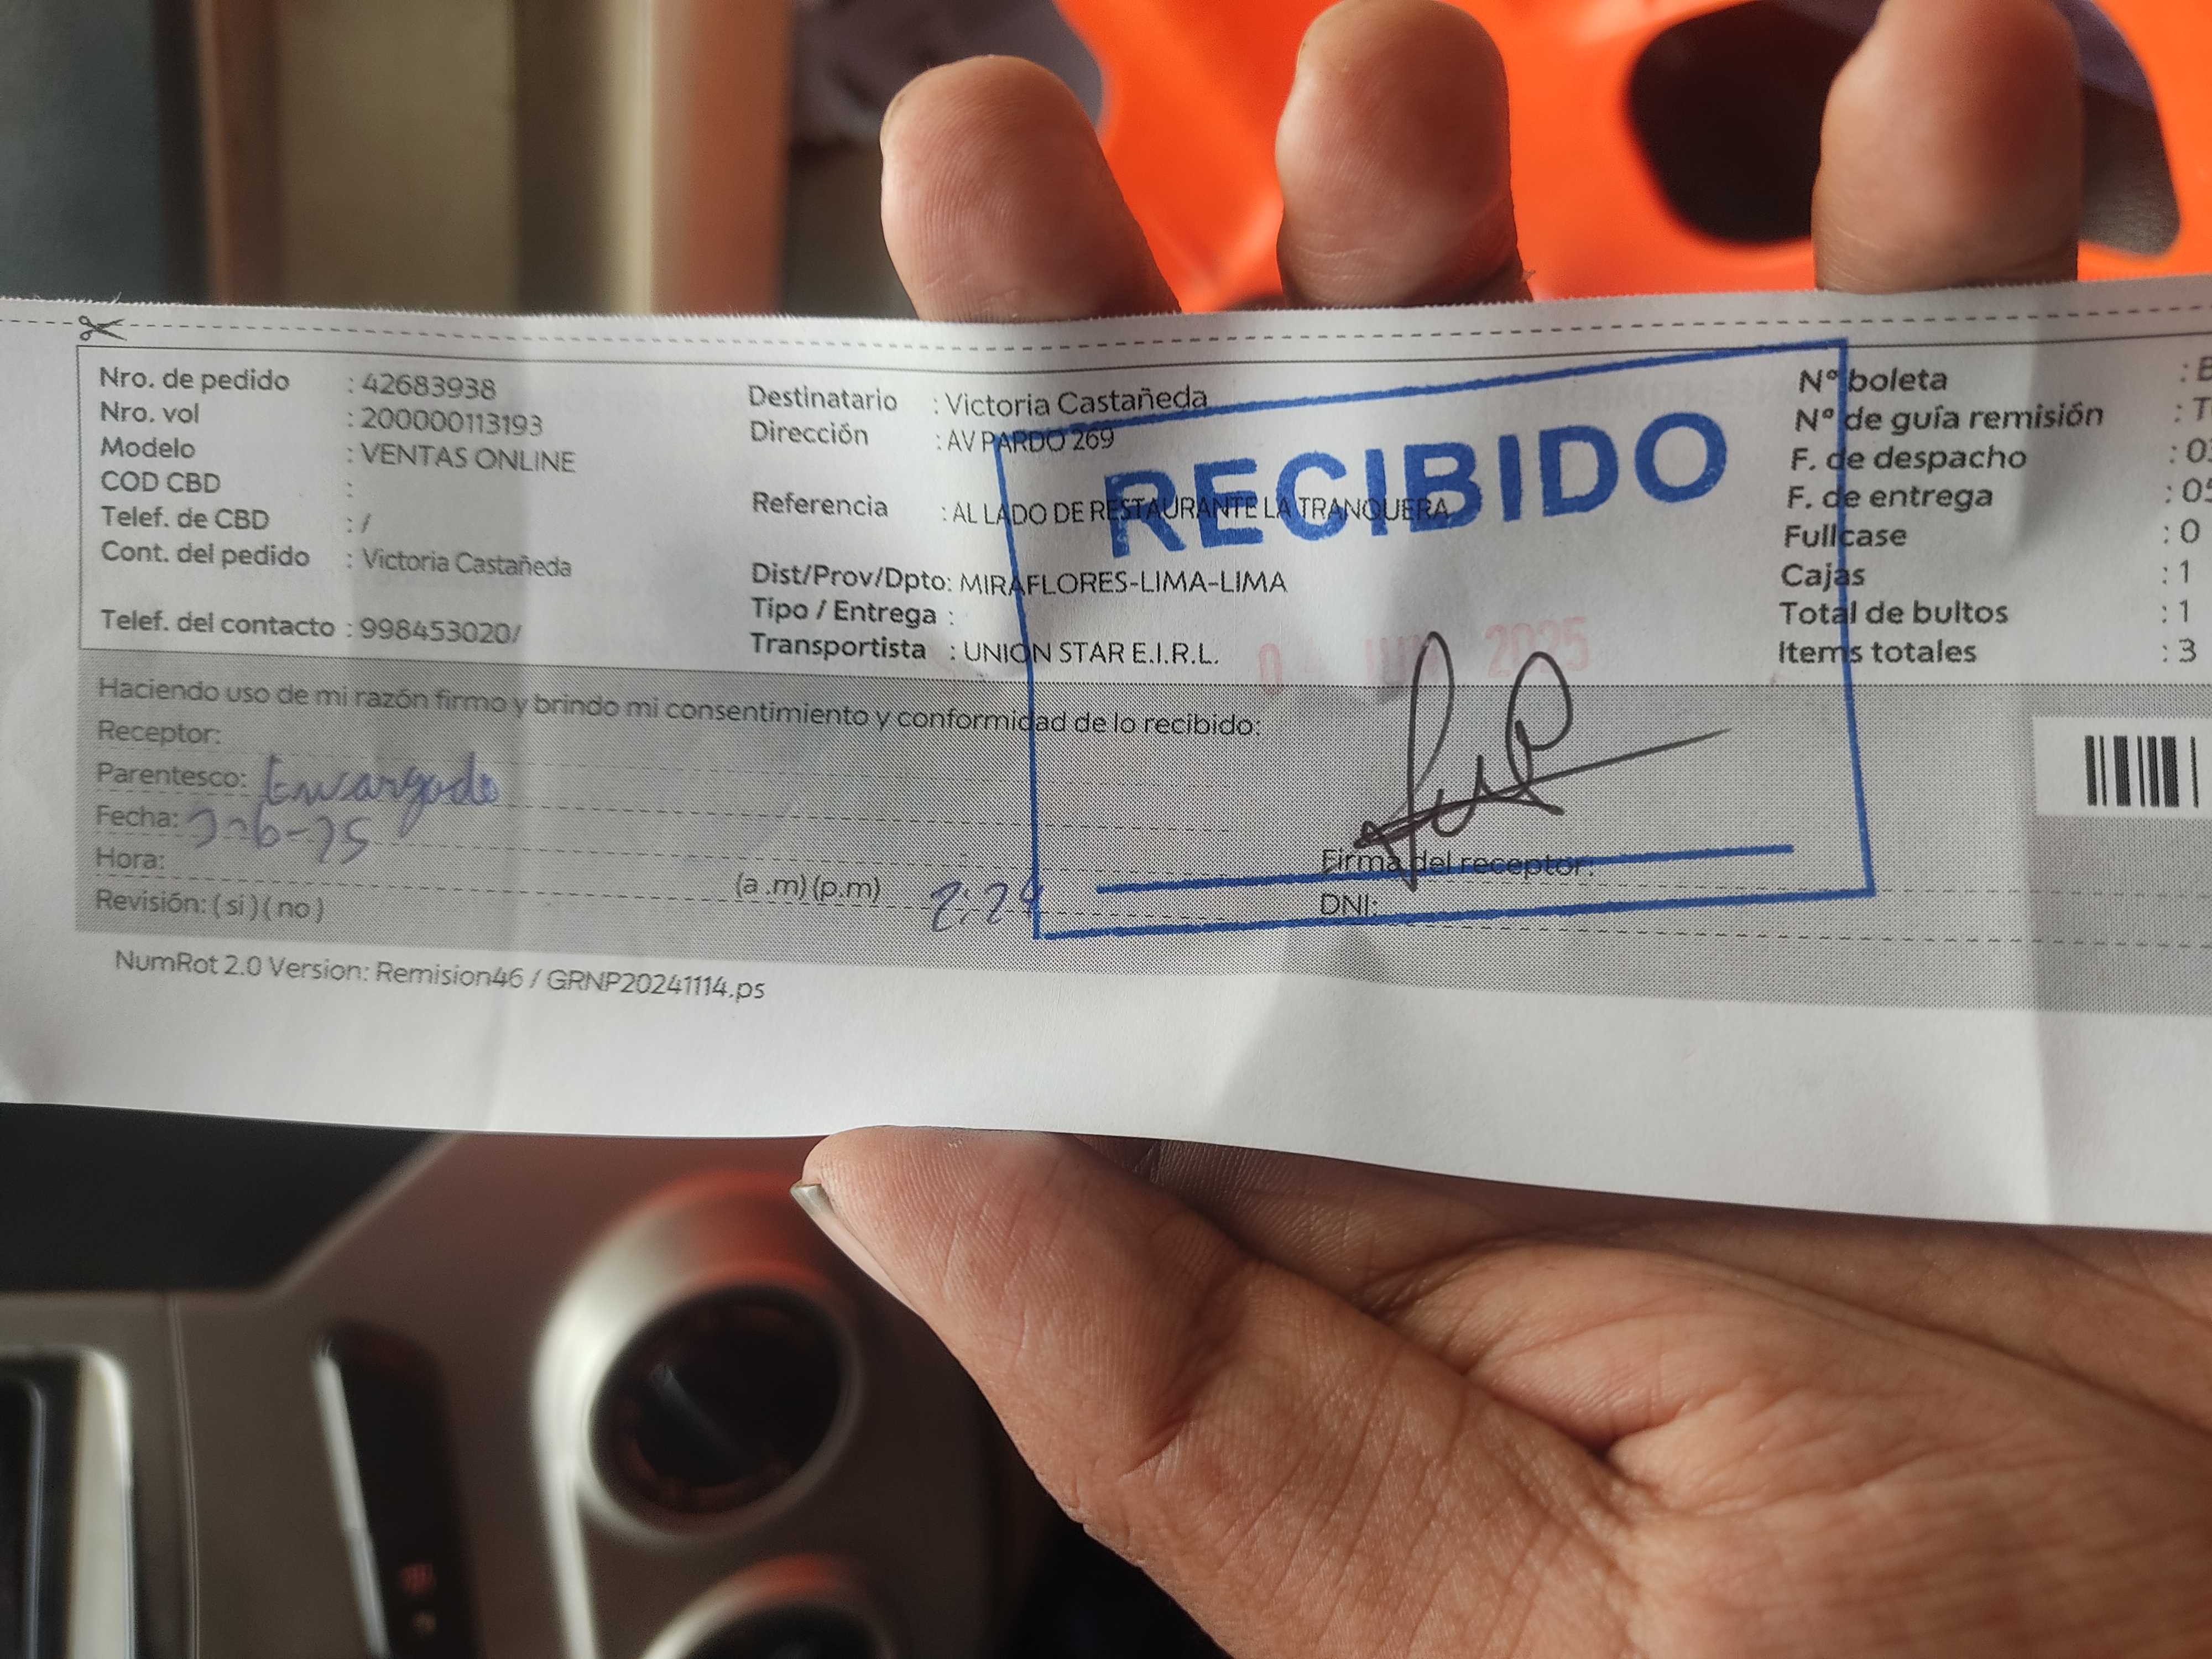 Nro. de pedido : 42683938
Nro. vol : 200000113193
Modelo : VENTAS ONLINE
COD CBD :
Telef. de CBD : /
Cont. del pedido : Victoria Castañeda
Telef. del contacto : 998453020/
Destinatario : Victoria Castañeda
Dirección : AV PARDO 269
Referencia : AL LADO DE RESTAURANTE LA TRANQUERA
Dist/Prov/Dpto: MIRAFLORES-LIMA-LIMA
Tipo / Entrega :
Transportista : UNION STAR E.I.R.L.
RECIBIDO
JUN 2025
N° boleta :
N° de guía remisión :
F. de despacho :
F. de entrega :
Fullcase : 0
Cajas : 1
Total de bultos : 1
Items totales : 3
Haciendo uso de mi razón firmo y brindo mi consentimiento y conformidad de lo recibido:
Receptor:
Parentesco: Encargado
Fecha:
Hora: (a .m) (p.m) 2:24
Revisión: ( si ) ( no )
Firma del receptor:
DNI:
NumRot 2.0 Version: Remision46 / GRNP20241114.ps